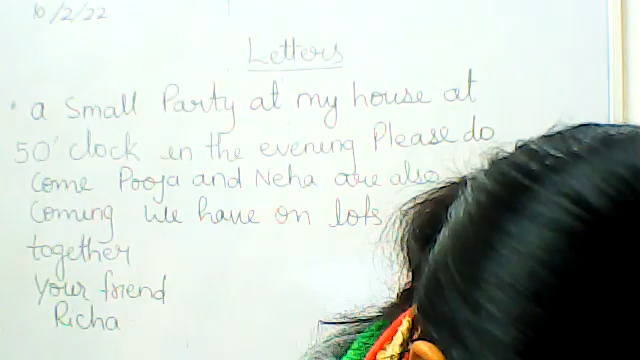 10/2/22
Letters
a Small Party at my house at
50' clock in the evening Please do
come Pooja and Neha are also
Coming we have on lots
together
your friend
Richa